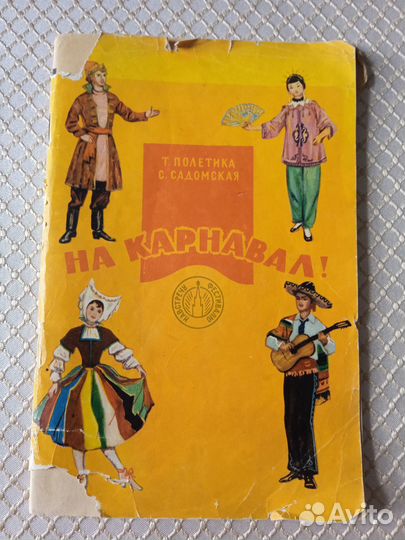 Т. ПОЛЕТИКА
С. САДОМСКАЯ
НА КАРНАВАЛ!
НАВСТРЕЧУ ФЕСТИВАЛЮ
Avito